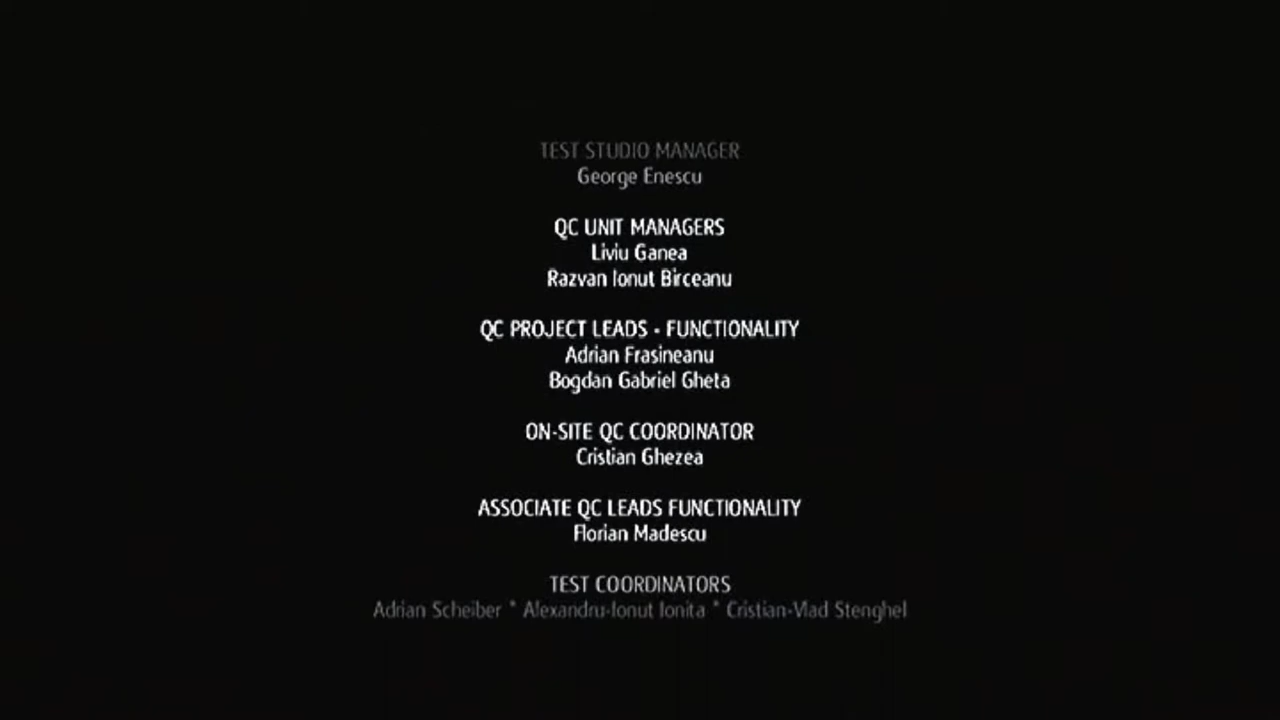 TEST STUDIO MANAGER
George Enescu
QC UNIT MANAGERS
Liviu Ganea
Razvan Ionut Birceanu
QC PROJECT LEADS - FUNCTIONALITY
Adrian Frasineanu
Bogdan Gabriel Gheta
ON-SITE QC COORDINATOR
Cristian Ghezea
ASSOCIATE QC LEADS FUNCTIONALITY
Florian Madescu
TEST COORDINATORS
Adrian Scheiber * Alexandru-Ionut Ionita * Cristian-Vlad Stenghel